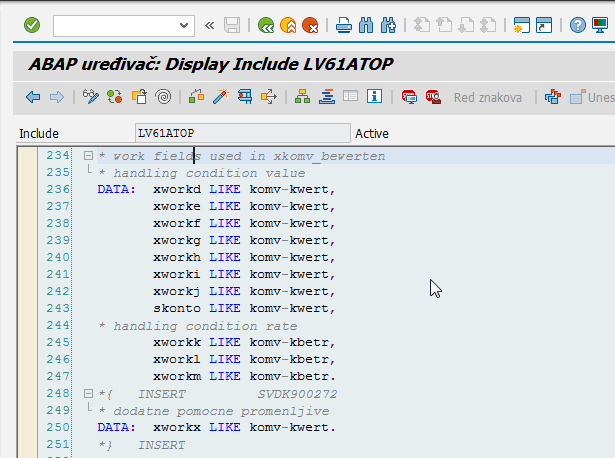 ABAP uređivač: Display Include LV61ATOP
Red znakova
Unes
Include LV61ATOP Active
234 * work fields used in xkomv_bewerten
235 * handling condition value
236 DATA: xworkd LIKE komv-kwert,
237 xworke LIKE komv-kwert,
238 xworkf LIKE komv-kwert,
239 xworkg LIKE komv-kwert,
240 xworkh LIKE komv-kwert,
241 xworki LIKE komv-kwert,
242 xworkj LIKE komv-kwert,
243 skonto LIKE komv-kwert,
244 * handling condition rate
245 xworkk LIKE komv-kbetr,
246 xworkl LIKE komv-kbetr,
247 xworkm LIKE komv-kbetr.
248 *{ INSERT SVDK900272
249 * dodatne pomocne promenljive
250 DATA: xworkx LIKE komv-kwert.
251 *} INSERT